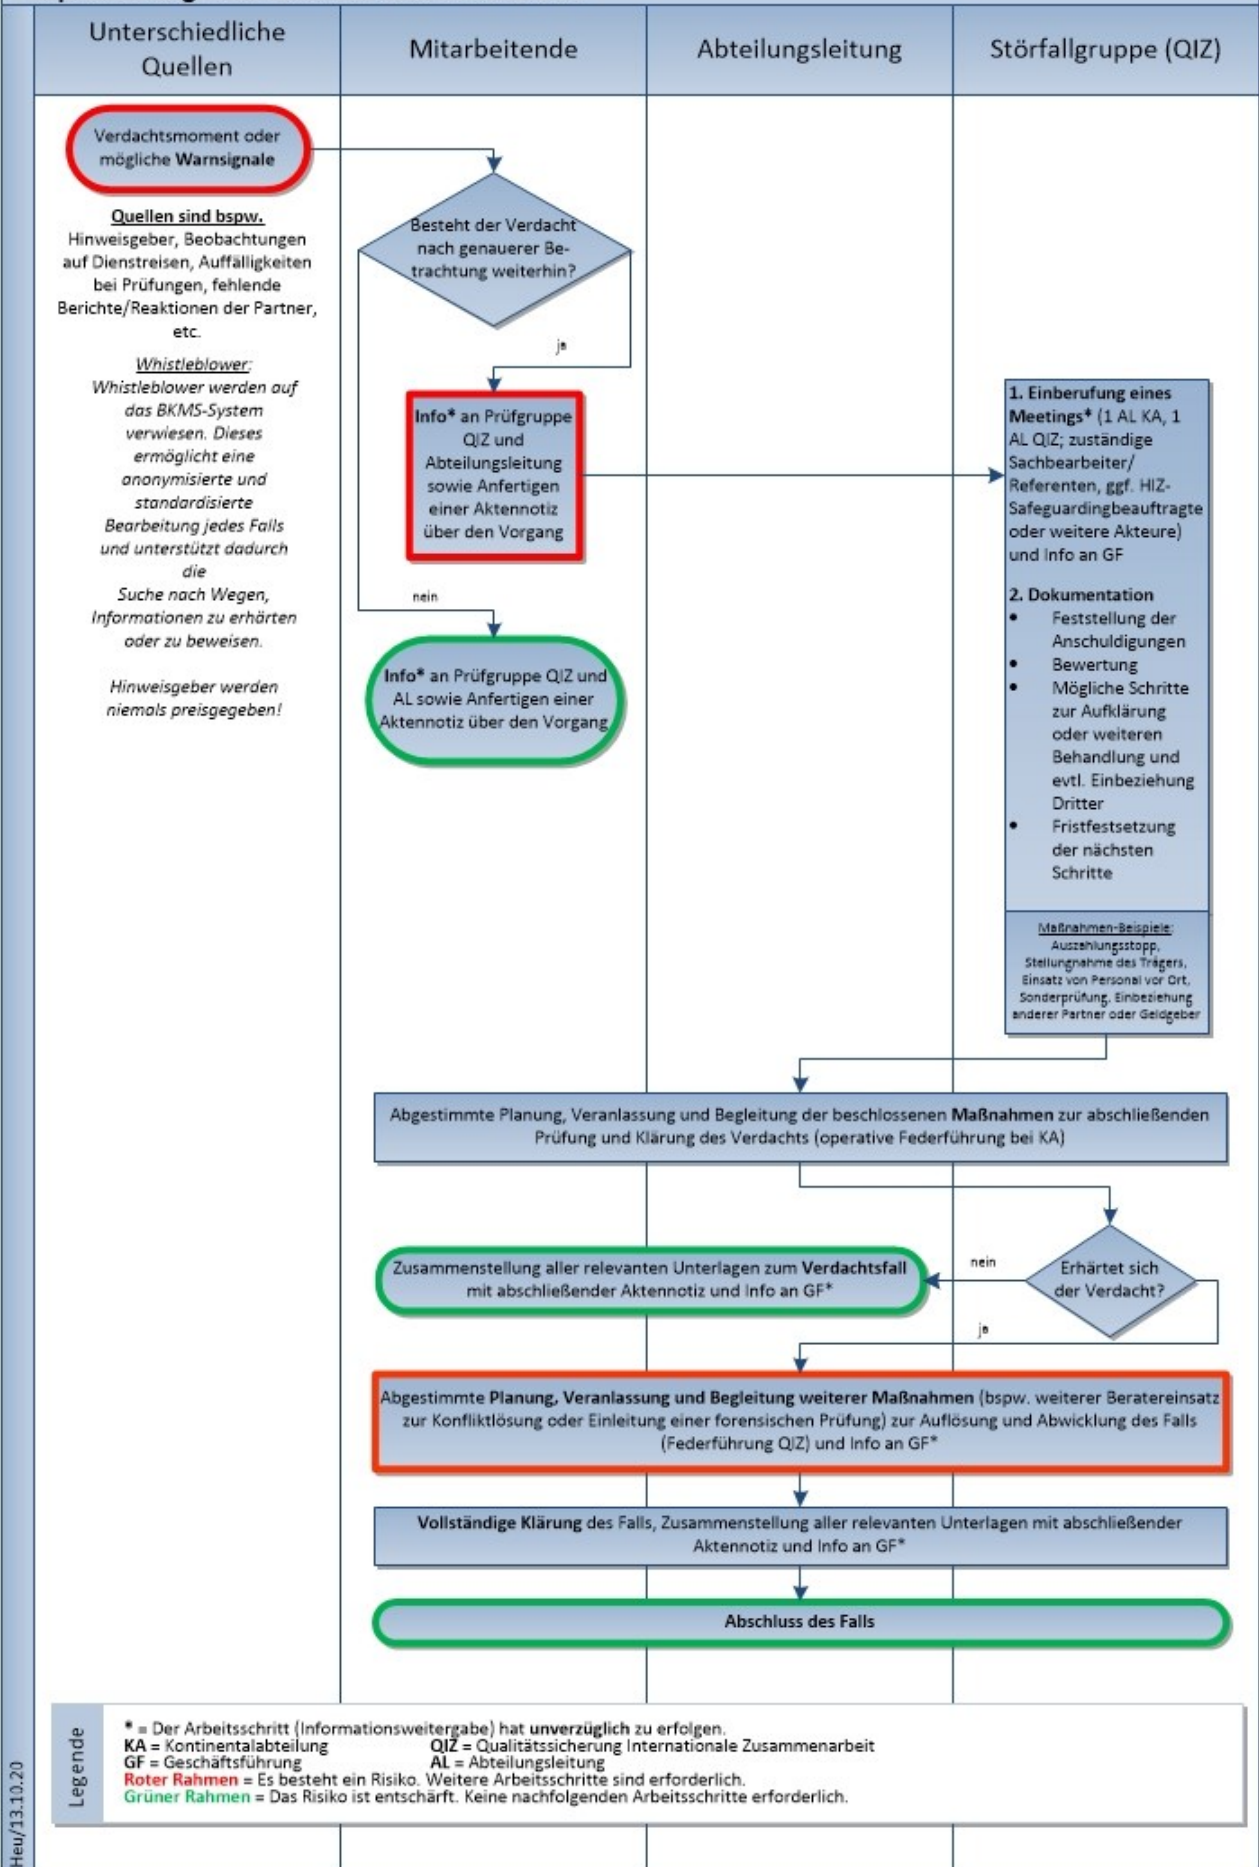 Unterschiedliche
Quellen
Mitarbeitende
Abteilungsleitung
Störfallgruppe (QIZ)
Verdachtsmoment oder
mögliche Warnsignale
Quellen sind bspw.
Hinweisgeber, Beobachtungen
auf Dienstreisen, Auffälligkeiten
bei Prüfungen, fehlende
Berichte/Reaktionen der Partner,
etc.
Whistleblower:
Whistleblower werden auf
das BKMS-System
verwiesen. Dieses
ermöglicht eine
anonymisierte und
standardisierte
Bearbeitung jedes Falls
und unterstützt dadurch
die
Suche nach Wegen,
Informationen zu erhärten
oder zu beweisen.
Hinweisgeber werden
niemals preisgegeben!
Besteht der Verdacht
nach genauerer Be-
trachtung weiterhin?
ja
Info* an Prüfgruppe
QIZ und
Abteilungsleitung
sowie Anfertigen
einer Aktennotiz
über den Vorgang
nein
Info* an Prüfgruppe QIZ und
AL sowie Anfertigen einer
Aktennotiz über den Vorgang
1. Einberufung eines
Meetings* (1 AL KA, 1
AL QIZ; zuständige
Sachbearbeiter/
Referenten, ggf. HIZ-
Safeguardingbeauftragte
oder weitere Akteure)
und Info an GF
2. Dokumentation
• Feststellung der
Anschuldigungen
• Bewertung
• Mögliche Schritte
zur Aufklärung
oder weiteren
Behandlung und
evtl. Einbeziehung
Dritter
• Fristfestsetzung
der nächsten
Schritte
Maßnahmen-Beispiele:
Auszahlungsstopp,
Stellungnahme des Trägers,
Einsatz von Personal vor Ort,
Sonderprüfung, Einbeziehung
anderer Partner oder Geldgeber
Abgestimmte Planung, Veranlassung und Begleitung der beschlossenen Maßnahmen zur abschließenden
Prüfung und Klärung des Verdachts (operative Federführung bei KA)
Erhärtet sich
der Verdacht?
nein
Zusammenstellung aller relevanten Unterlagen zum Verdachtsfall
mit abschließender Aktennotiz und Info an GF*
ja
Abgestimmte Planung, Veranlassung und Begleitung weiterer Maßnahmen (bspw. weiterer Beratereinsatz
zur Konfliktlösung oder Einleitung einer forensischen Prüfung) zur Auflösung und Abwicklung des Falls
(Federführung QIZ) und Info an GF*
Vollständige Klärung des Falls, Zusammenstellung aller relevanten Unterlagen mit abschließender
Aktennotiz und Info an GF*
Abschluss des Falls
Legende
* = Der Arbeitsschritt (Informationsweitergabe) hat unverzüglich zu erfolgen.
KA = Kontinentalabteilung QIZ = Qualitätssicherung Internationale Zusammenarbeit
GF = Geschäftsführung AL = Abteilungsleitung
Roter Rahmen = Es besteht ein Risiko. Weitere Arbeitsschritte sind erforderlich.
Grüner Rahmen = Das Risiko ist entschärft. Keine nachfolgenden Arbeitsschritte erforderlich.
Heu/13.10.20